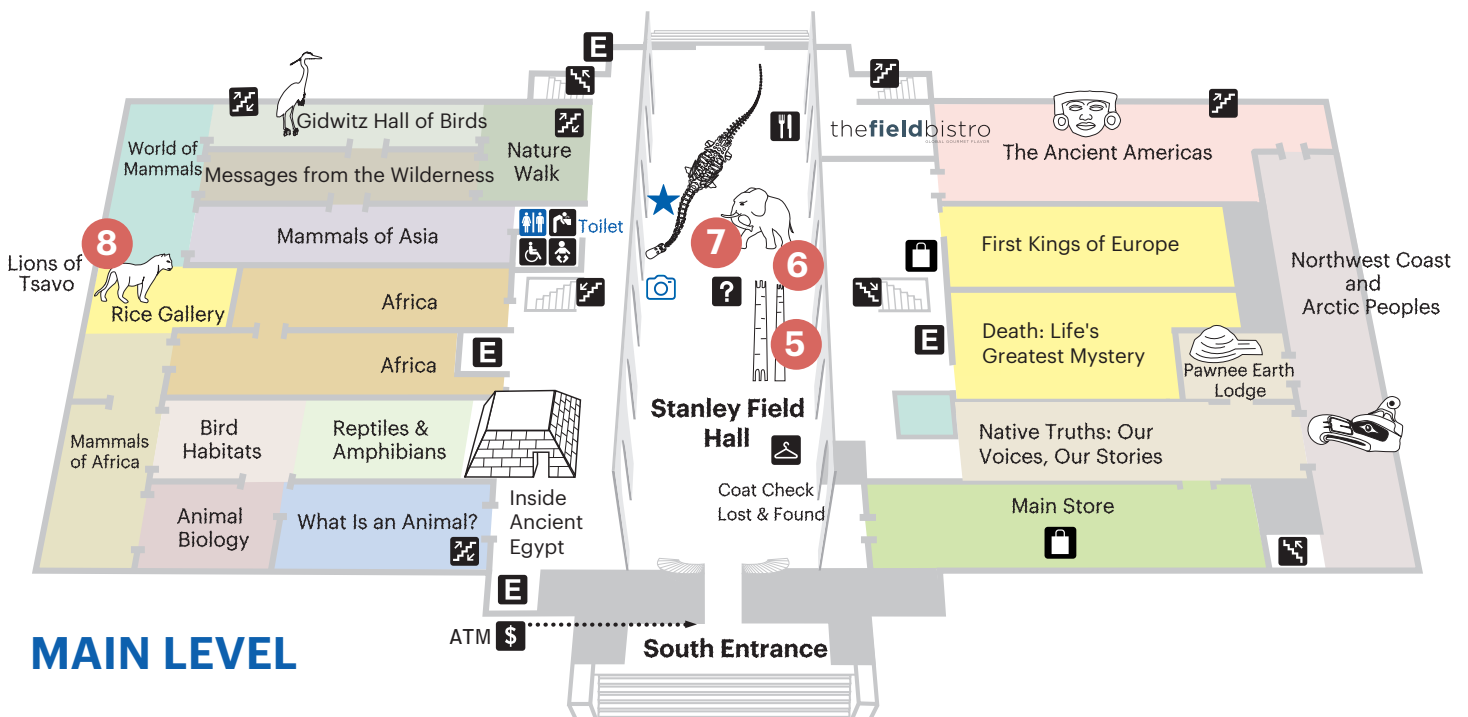 E
Gidwitz Hall of Birds
World of
Mammals
Messages from the Wilderness
Nature
Walk
Mammals of Asia
Toilet
8
Lions of
Tsavo
Rice Gallery
Africa
Africa
E
Mammals
of Africa
Bird
Habitats
Reptiles &
Amphibians
Animal
Biology
What Is an Animal?
Inside
Ancient
Egypt
E
ATM $
MAIN LEVEL
7
6
?
5
Stanley Field
Hall
Coat Check
Lost & Found
South Entrance
thefieldbistro
GLOBAL GOURMET FLAVOR
The Ancient Americas
First Kings of Europe
Northwest Coast
and
Arctic Peoples
E
Death: Life's
Greatest Mystery
Pawnee Earth
Lodge
Native Truths: Our
Voices, Our Stories
Main Store